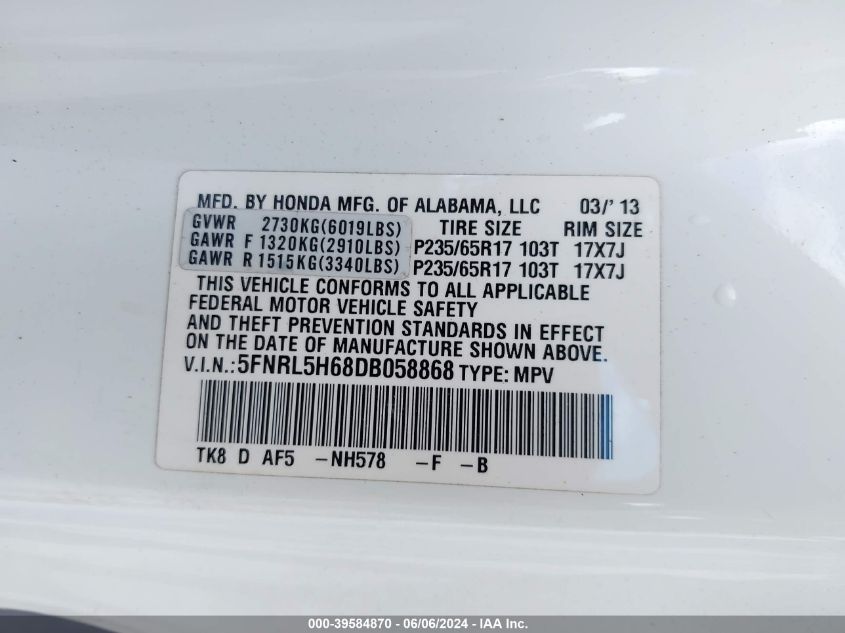 MFD. BY HONDA MFG. OF ALABAMA, LLC 03/' 13
GVWR 2730KG(6019LBS) TIRE SIZE RIM SIZE
GAWR F 1320KG(2910LBS) P235/65R17 103T 17X7J
GAWR R 1515KG(3340LBS) P235/65R17 103T 17X7J
THIS VEHICLE CONFORMS TO ALL APPLICABLE
FEDERAL MOTOR VEHICLE SAFETY
AND THEFT PREVENTION STANDARDS IN EFFECT
ON THE DATE OF MANUFACTURE SHOWN ABOVE.
V.I.N.:5FNRL5H68DB058868 TYPE: MPV
TK8 D AF5 -NH578 -F -B
000-39584870 - 06/06/2024 - IAA Inc.